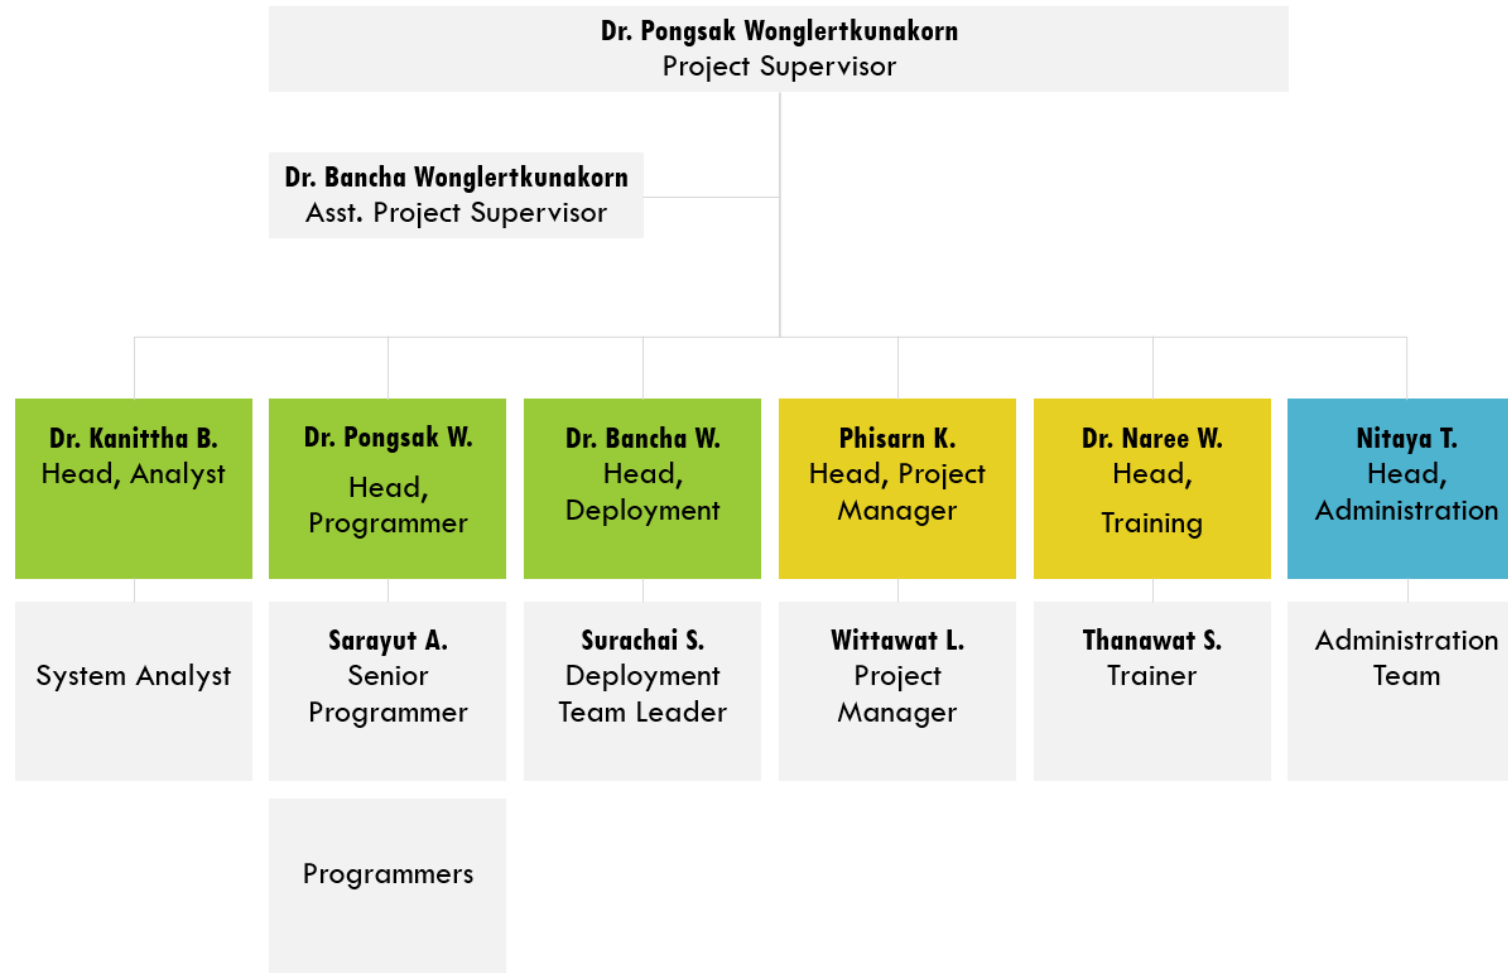 Dr. Pongsak Wonglertkunakorn
Project Supervisor
Dr. Bancha Wonglertkunakorn
Asst. Project Supervisor
Dr. Kanittha B.
Head, Analyst
Dr. Pongsak W.
Head,
Programmer
Dr. Bancha W.
Head,
Deployment
Phisarn K.
Head, Project
Manager
Dr. Naree W.
Head,
Training
Nitaya T.
Head,
Administration
System Analyst
Sarayut A.
Senior
Programmer
Surachai S.
Deployment
Team Leader
Wittawat L.
Project
Manager
Thanawat S.
Trainer
Administration
Team
Programmers